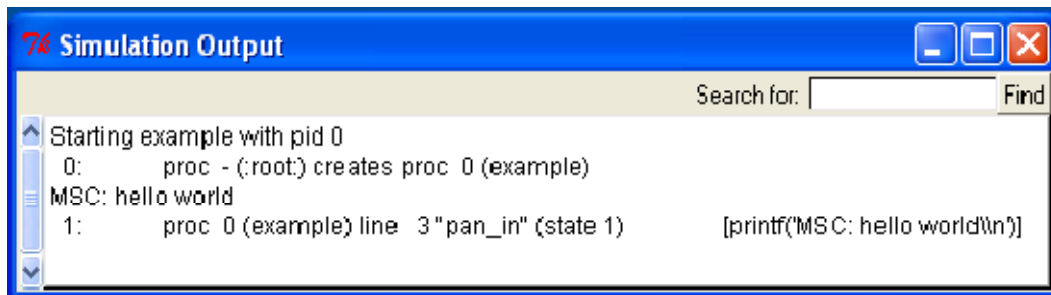 Simulation Output
Search for: Find
Starting example with pid 0
0: proc - (:root:) creates proc 0 (example)
MSC: hello world
1: proc 0 (example) line 3 "pan_in" (state 1) [printf('MSC: hello world\\n')]